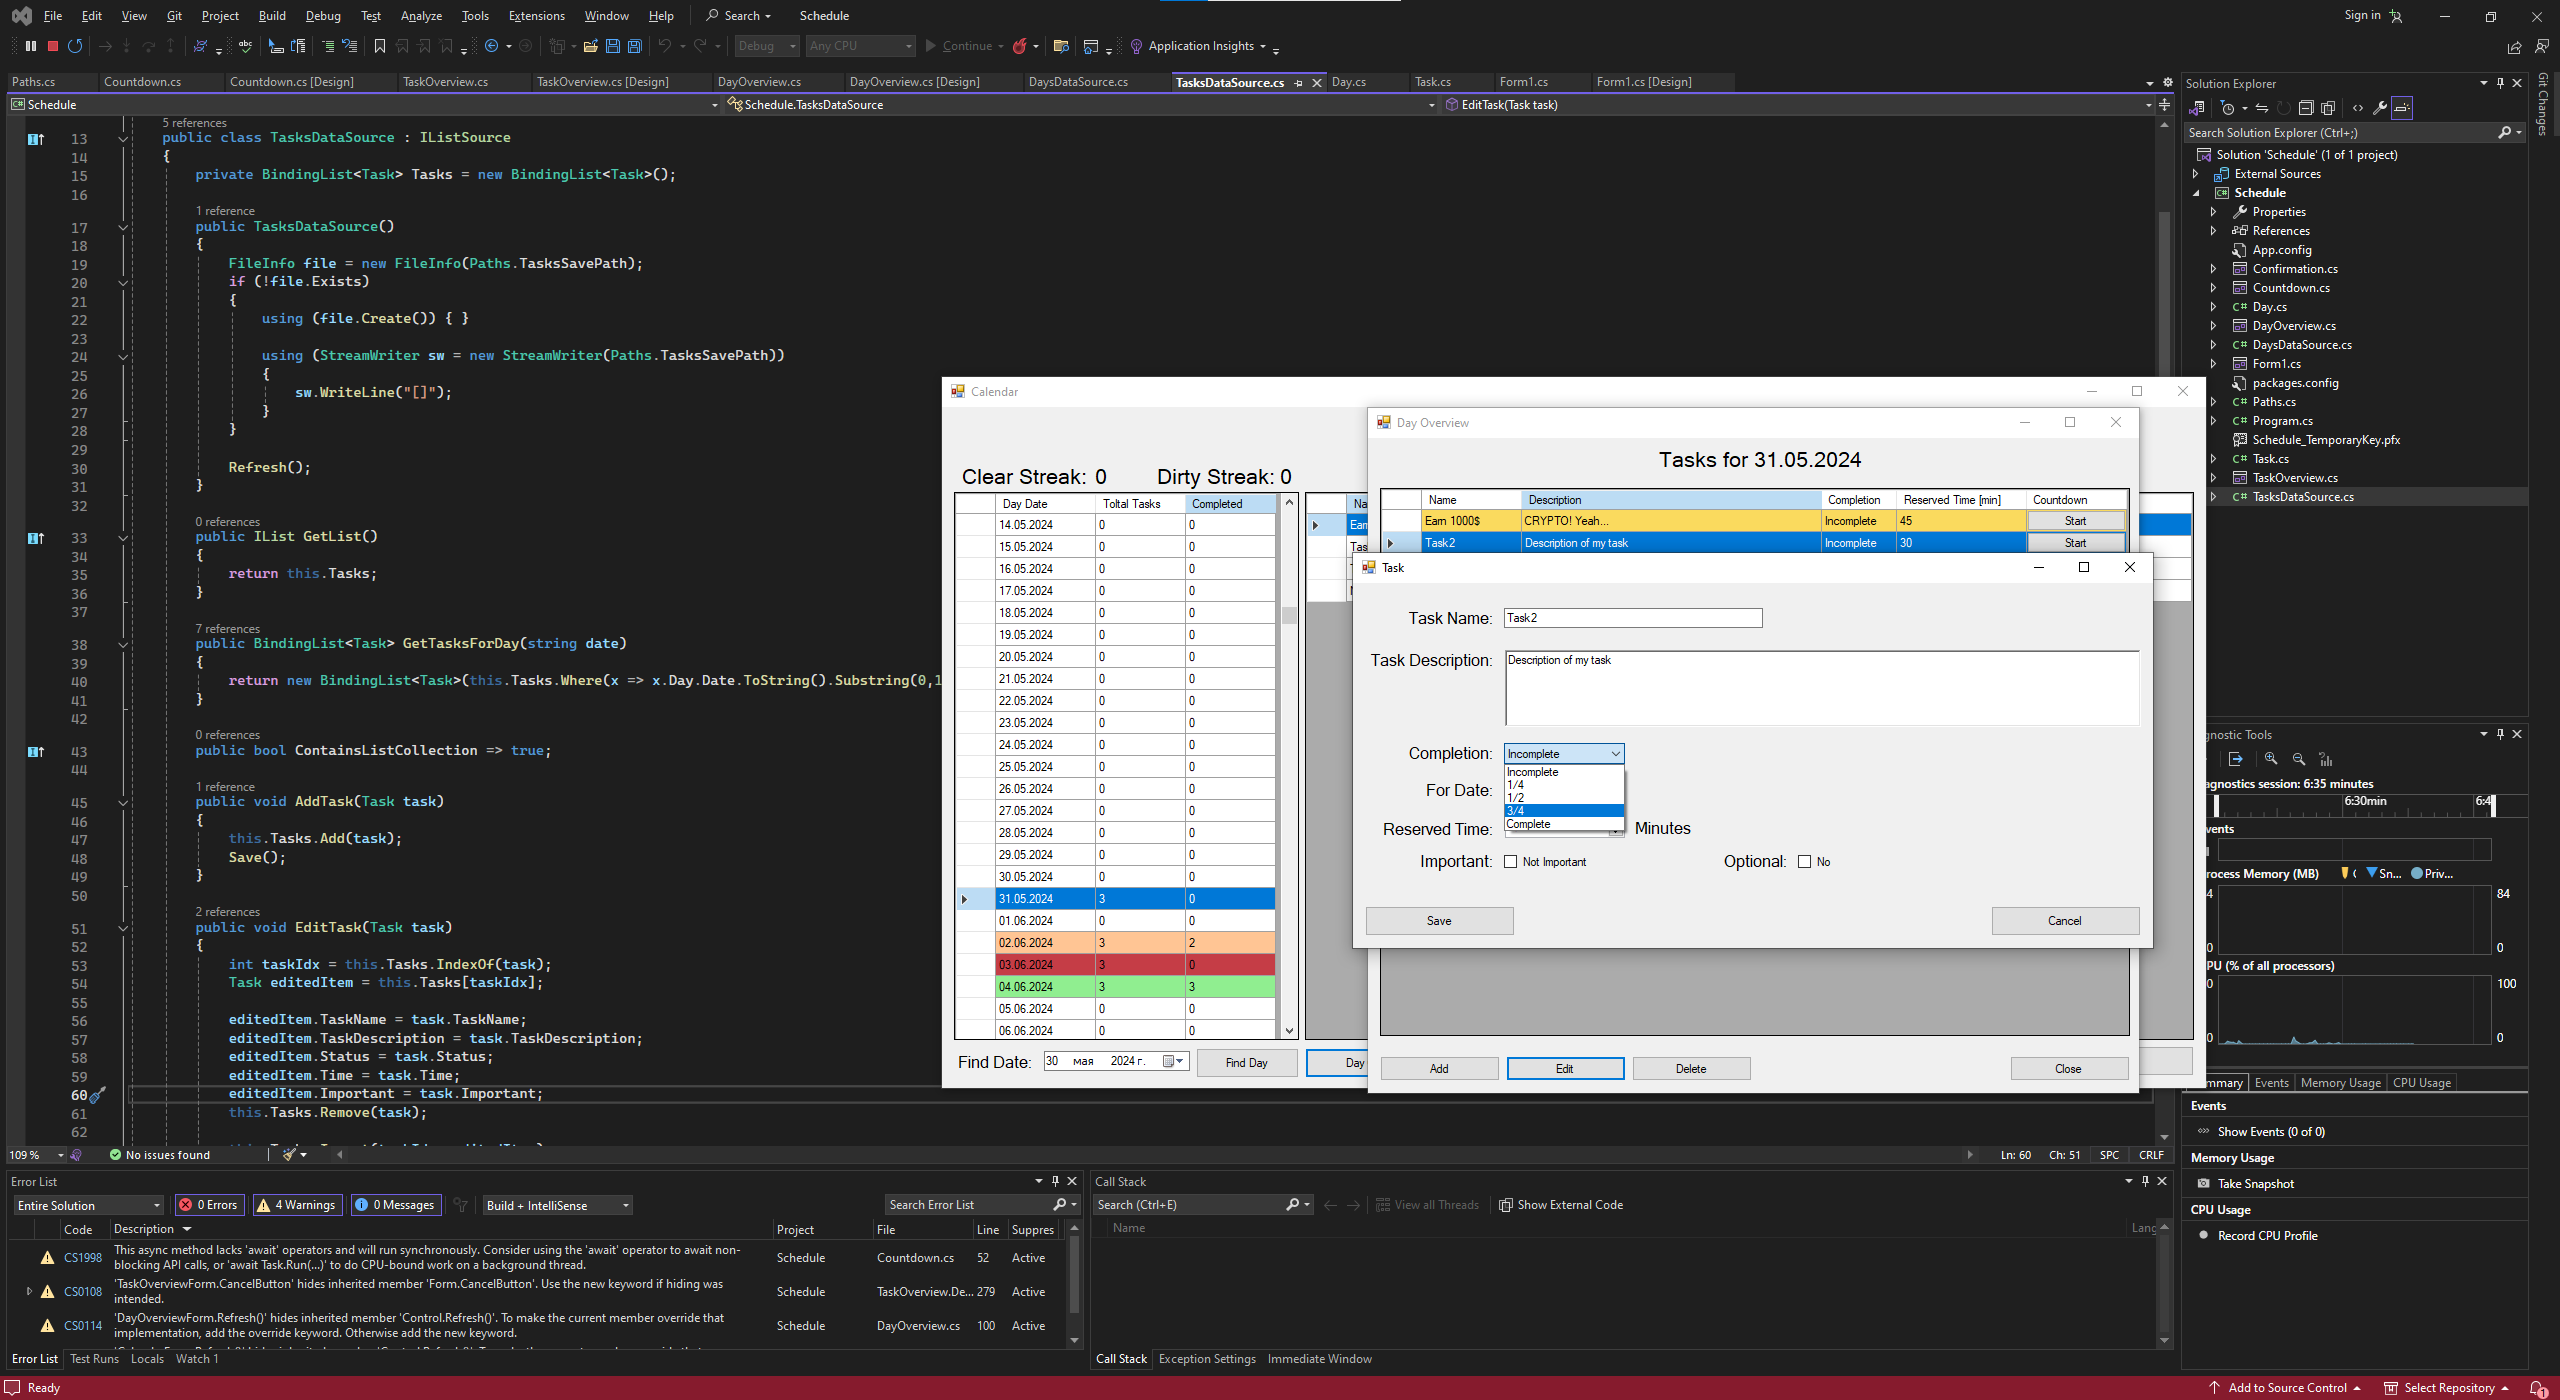 File Edit View Git Project Build Debug Test Analyze Tools Extensions Window Help Search Schedule Sign in
Debug Any CPU Continue Application Insights
Paths.cs Countdown.cs Countdown.cs [Design] TaskOverview.cs TaskOverview.cs [Design] DayOverview.cs DayOverview.cs [Design] DaysDataSource.cs TasksDataSource.cs Day.cs Task.cs Form1.cs Form1.cs [Design]
Schedule Schedule.TasksDataSource EditTask(Task task)
5 references
13 public class TasksDataSource : IListSource
14 {
15 private BindingList<Task> Tasks = new BindingList<Task>();
16
1 reference
17 public TasksDataSource()
18 {
19 FileInfo file = new FileInfo(Paths.TasksSavePath);
20 if (!file.Exists)
21 {
22 using (file.Create()) { }
23
24 using (StreamWriter sw = new StreamWriter(Paths.TasksSavePath))
25 {
26 sw.WriteLine("[]");
27 }
28 }
29
30 Refresh();
31 }
32
0 references
33 public IList GetList()
34 {
35 return this.Tasks;
36 }
37
7 references
38 public BindingList<Task> GetTasksForDay(string date)
39 {
40 return new BindingList<Task>(this.Tasks.Where(x => x.Day.Date.ToString().Substring(0,1
41 }
42
0 references
43 public bool ContainsListCollection => true;
44
1 reference
45 public void AddTask(Task task)
46 {
47 this.Tasks.Add(task);
48 Save();
49 }
50
2 references
51 public void EditTask(Task task)
52 {
53 int taskIdx = this.Tasks.IndexOf(task);
54 Task editedItem = this.Tasks[taskIdx];
55
56 editedItem.TaskName = task.TaskName;
57 editedItem.TaskDescription = task.TaskDescription;
58 editedItem.Status = task.Status;
59 editedItem.Time = task.Time;
60 editedItem.Important = task.Important;
61 this.Tasks.Remove(task);
62
109 % No issues found Ln: 60 Ch: 51 SPC CRLF
Calendar
Clear Streak: 0 Dirty Streak: 0
Day Date Toltal Tasks Completed
14.05.2024 0 0
15.05.2024 0 0
16.05.2024 0 0
17.05.2024 0 0
18.05.2024 0 0
19.05.2024 0 0
20.05.2024 0 0
21.05.2024 0 0
22.05.2024 0 0
23.05.2024 0 0
24.05.2024 0 0
25.05.2024 0 0
26.05.2024 0 0
27.05.2024 0 0
28.05.2024 0 0
29.05.2024 0 0
30.05.2024 0 0
31.05.2024 3 0
01.06.2024 0 0
02.06.2024 3 2
03.06.2024 3 0
04.06.2024 3 3
05.06.2024 0 0
06.06.2024 0 0
Find Date: 30 мая 2024 г. Find Day Day
Day Overview
Tasks for 31.05.2024
Name Description Completion Reserved Time [min] Countdown
Earn 1000$ CRYPTO! Yeah... Incomplete 45 Start
Task2 Description of my task Incomplete 30 Start
Task
Task Name: Task2
Task Description: Description of my task
Completion: Incomplete
Incomplete
1/4
1/2
3/4
Complete
For Date:
Reserved Time: Minutes
Important: Not Important Optional: No
Save Cancel
Add Edit Delete Close
Solution Explorer
Search Solution Explorer (Ctrl+;)
Solution 'Schedule' (1 of 1 project)
External Sources
Schedule
Properties
References
App.config
Confirmation.cs
Countdown.cs
Day.cs
DayOverview.cs
DaysDataSource.cs
Form1.cs
packages.config
Paths.cs
Program.cs
Schedule_TemporaryKey.pfx
Task.cs
TaskOverview.cs
TasksDataSource.cs
Git Changes
gnostic Tools
agnostics session: 6:35 minutes
6:30min 6:4
vents
rocess Memory (MB) Sn... Priv...
4 84
0 0
PU (% of all processors)
0 100
0 0
mmary Events Memory Usage CPU Usage
Events
Show Events (0 of 0)
Memory Usage
Take Snapshot
CPU Usage
Record CPU Profile
Error List
Entire Solution 0 Errors 4 Warnings 0 Messages Build + IntelliSense Search Error List
Code Description Project File Line Suppres
CS1998 This async method lacks 'await' operators and will run synchronously. Consider using the 'await' operator to await non-
blocking API calls, or 'await Task.Run(...)' to do CPU-bound work on a background thread. Schedule Countdown.cs 52 Active
CS0108 'TaskOverviewForm.CancelButton' hides inherited member 'Form.CancelButton'. Use the new keyword if hiding was
intended. Schedule TaskOverview.De... 279 Active
CS0114 'DayOverviewForm.Refresh()' hides inherited member 'Control.Refresh()'. To make the current member override that
implementation, add the override keyword. Otherwise add the new keyword. Schedule DayOverview.cs 100 Active
Error List Test Runs Locals Watch 1
Call Stack
Search (Ctrl+E) View all Threads Show External Code
Name Lang
Call Stack Exception Settings Immediate Window
Ready Add to Source Control Select Repository 1